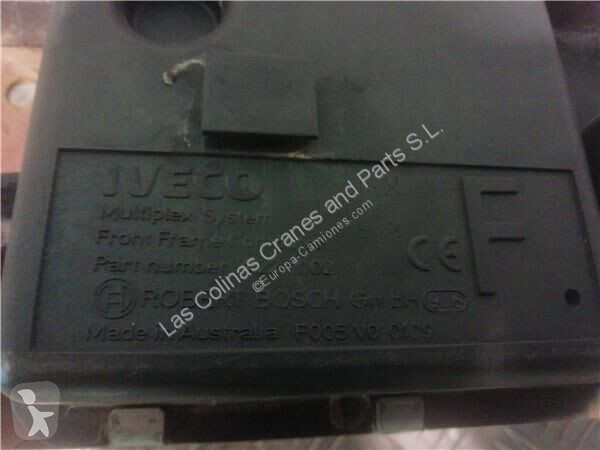 IVECO
Multiplex System
Front Frame
Part number
F
CE
ROBERT BOSCH GmbH
Made in Australia F005 V0 0109
Las Colinas Cranes and Parts S.L.
©Europa-Camiones.com